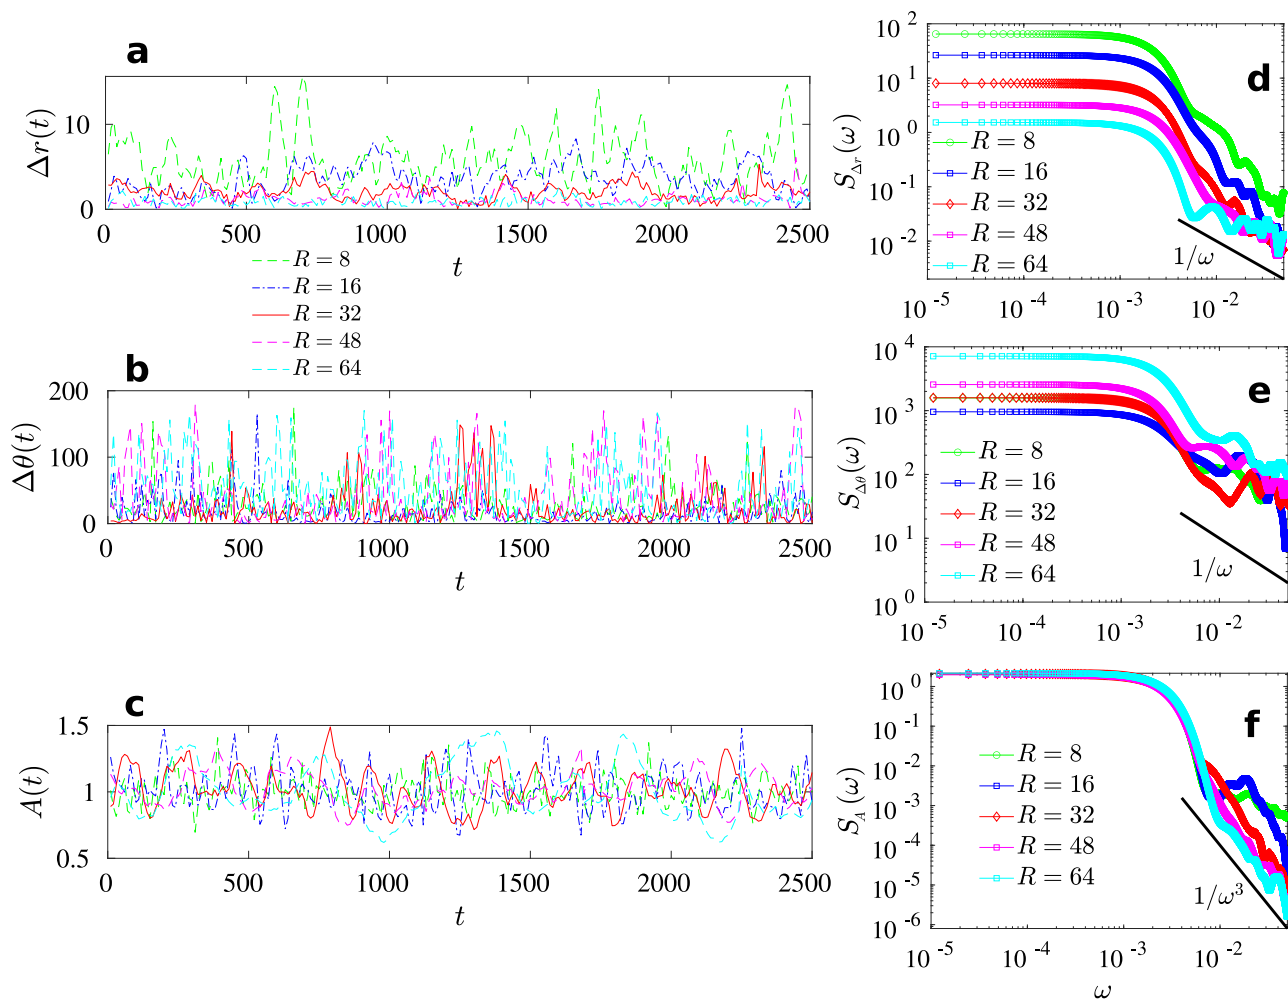 a
10
0
Δr(t)
0 500 1000 1500 2000 2500
t
R = 8
R = 16
R = 32
R = 48
R = 64
b
200
100
0
Δθ(t)
0 500 1000 1500 2000 2500
t
c
1.5
1
0.5
A(t)
0 500 1000 1500 2000 2500
t
d
10^2
10^1
10^0
10^-1
10^-2
S_Δr(ω)
R = 8
R = 16
R = 32
R = 48
R = 64
1/ω
10^-5 10^-4 10^-3 10^-2
e
10^4
10^3
10^2
10^1
10^0
S_Δθ(ω)
R = 8
R = 16
R = 32
R = 48
R = 64
1/ω
10^-5 10^-4 10^-3 10^-2
f
10^0
10^-1
10^-2
10^-3
10^-4
10^-5
10^-6
S_A(ω)
R = 8
R = 16
R = 32
R = 48
R = 64
1/ω^3
10^-5 10^-4 10^-3 10^-2
ω